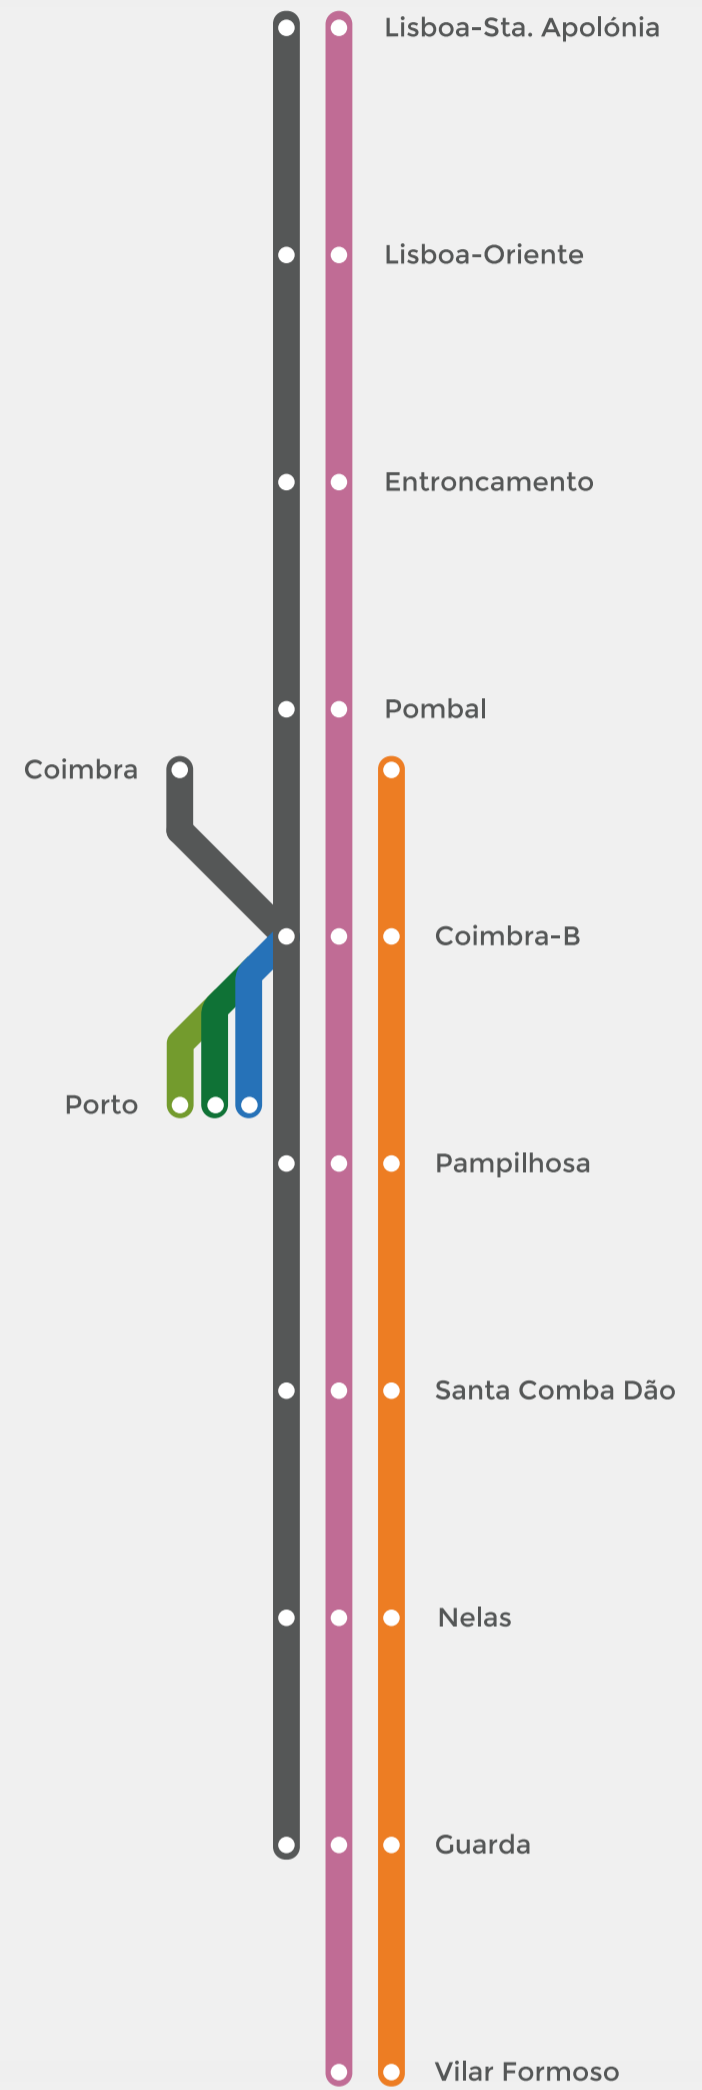 Lisboa-Sta. Apolónia
Lisboa-Oriente
Entroncamento
Pombal
Coimbra
Coimbra-B
Porto
Pampilhosa
Santa Comba Dão
Nelas
Guarda
Vilar Formoso